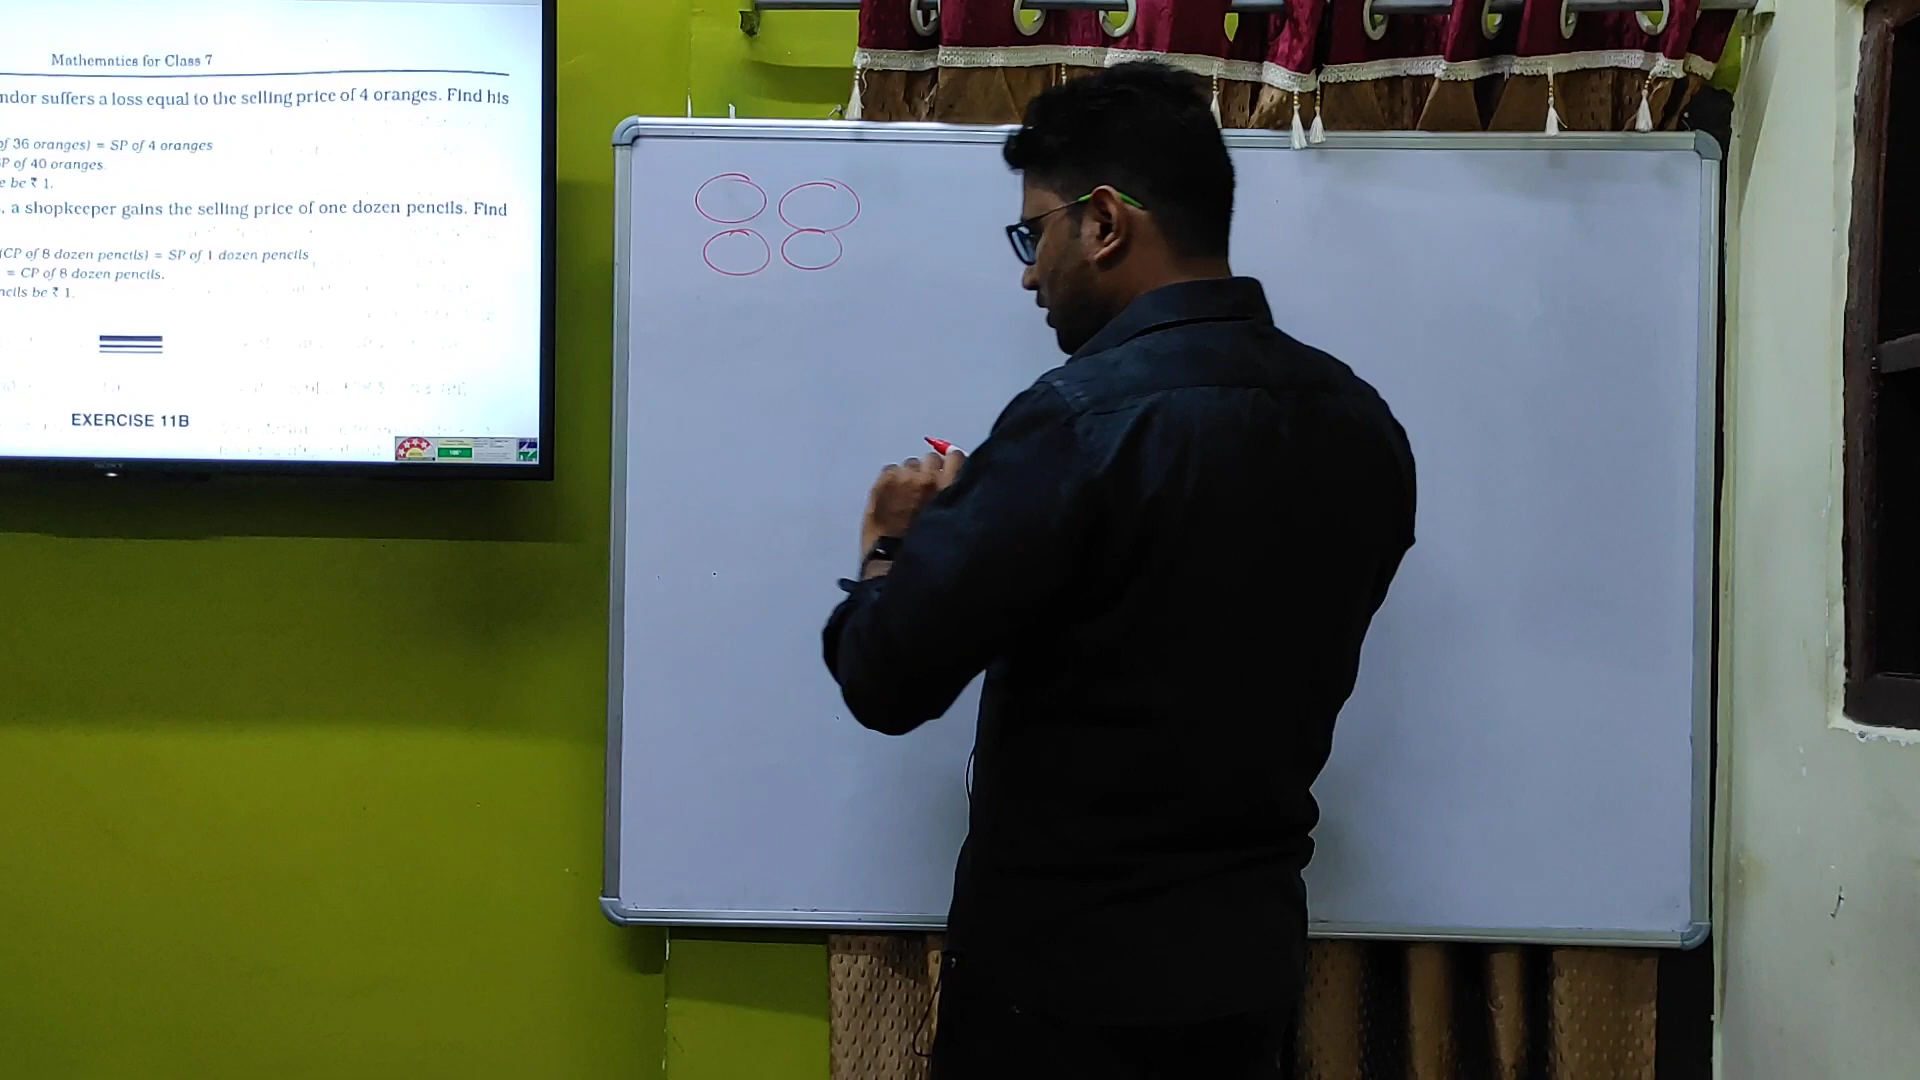 Mathematics for Class 7
ndor suffers a loss equal to the selling price of 4 oranges. Find his
of 36 oranges) = SP of 4 oranges
SP of 40 oranges.
e be ₹ 1.
, a shopkeeper gains the selling price of one dozen pencils. Find
(CP of 8 dozen pencils) = SP of 1 dozen pencils
= CP of 8 dozen pencils.
ncils be ₹ 1.
EXERCISE 11B
SONY